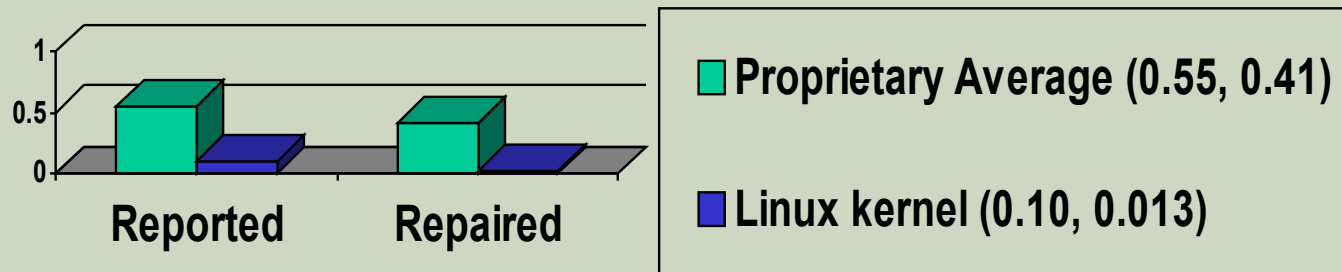 1
0.5
0
Reported Repaired
Proprietary Average (0.55, 0.41)
Linux kernel (0.10, 0.013)